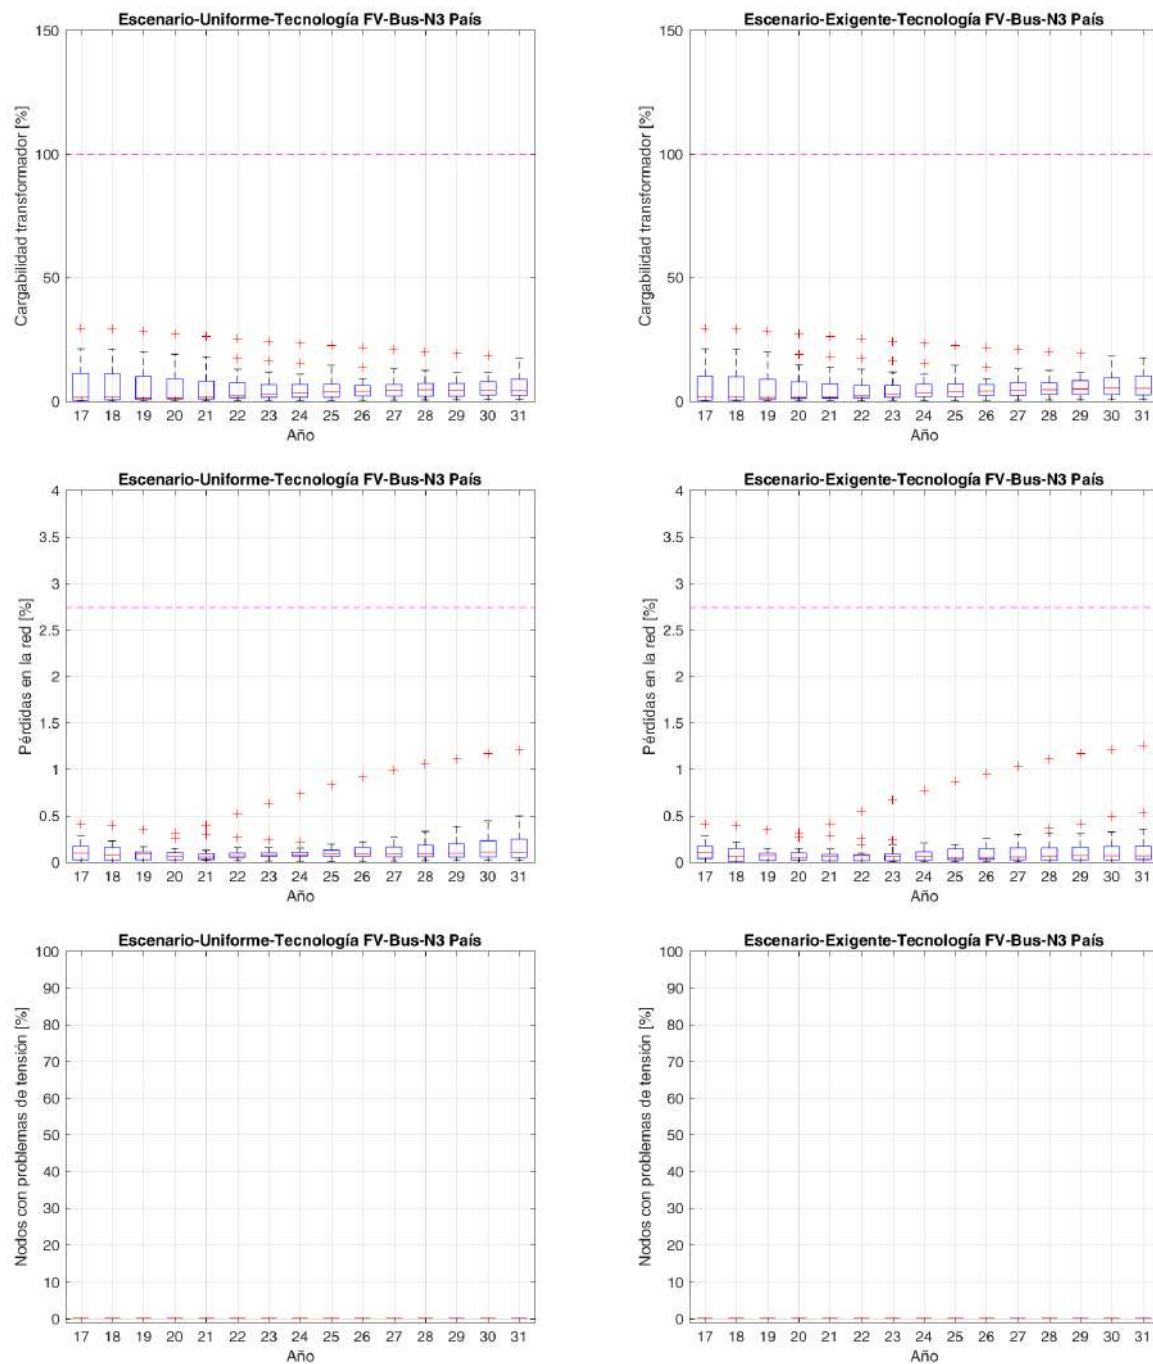 Escenario-Uniforme-Tecnología FV-Bus-N3 País
150
100
50
0
Cargabilidad transformador [%]
17 18 19 20 21 22 23 24 25 26 27 28 29 30 31
Año
Escenario-Exigente-Tecnología FV-Bus-N3 País
150
100
50
0
Cargabilidad transformador [%]
17 18 19 20 21 22 23 24 25 26 27 28 29 30 31
Año
Escenario-Uniforme-Tecnología FV-Bus-N3 País
4
3.5
3
2.5
2
1.5
1
0.5
0
Pérdidas en la red [%]
17 18 19 20 21 22 23 24 25 26 27 28 29 30 31
Año
Escenario-Exigente-Tecnología FV-Bus-N3 País
4
3.5
3
2.5
2
1.5
1
0.5
0
Pérdidas en la red [%]
17 18 19 20 21 22 23 24 25 26 27 28 29 30 31
Año
Escenario-Uniforme-Tecnología FV-Bus-N3 País
100
90
80
70
60
50
40
30
20
10
0
Nodos con problemas de tensión [%]
17 18 19 20 21 22 23 24 25 26 27 28 29 30 31
Año
Escenario-Exigente-Tecnología FV-Bus-N3 País
100
90
80
70
60
50
40
30
20
10
0
Nodos con problemas de tensión [%]
17 18 19 20 21 22 23 24 25 26 27 28 29 30 31
Año